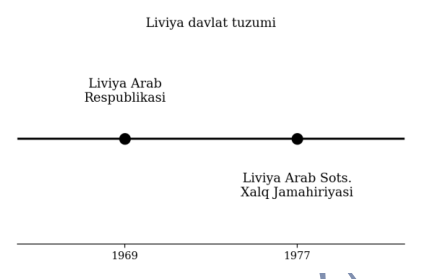 Liviya davlat tuzumi
Liviya Arab
Respublikasi
Liviya Arab Sots.
Xalq Jamahiriyasi
1969
1977